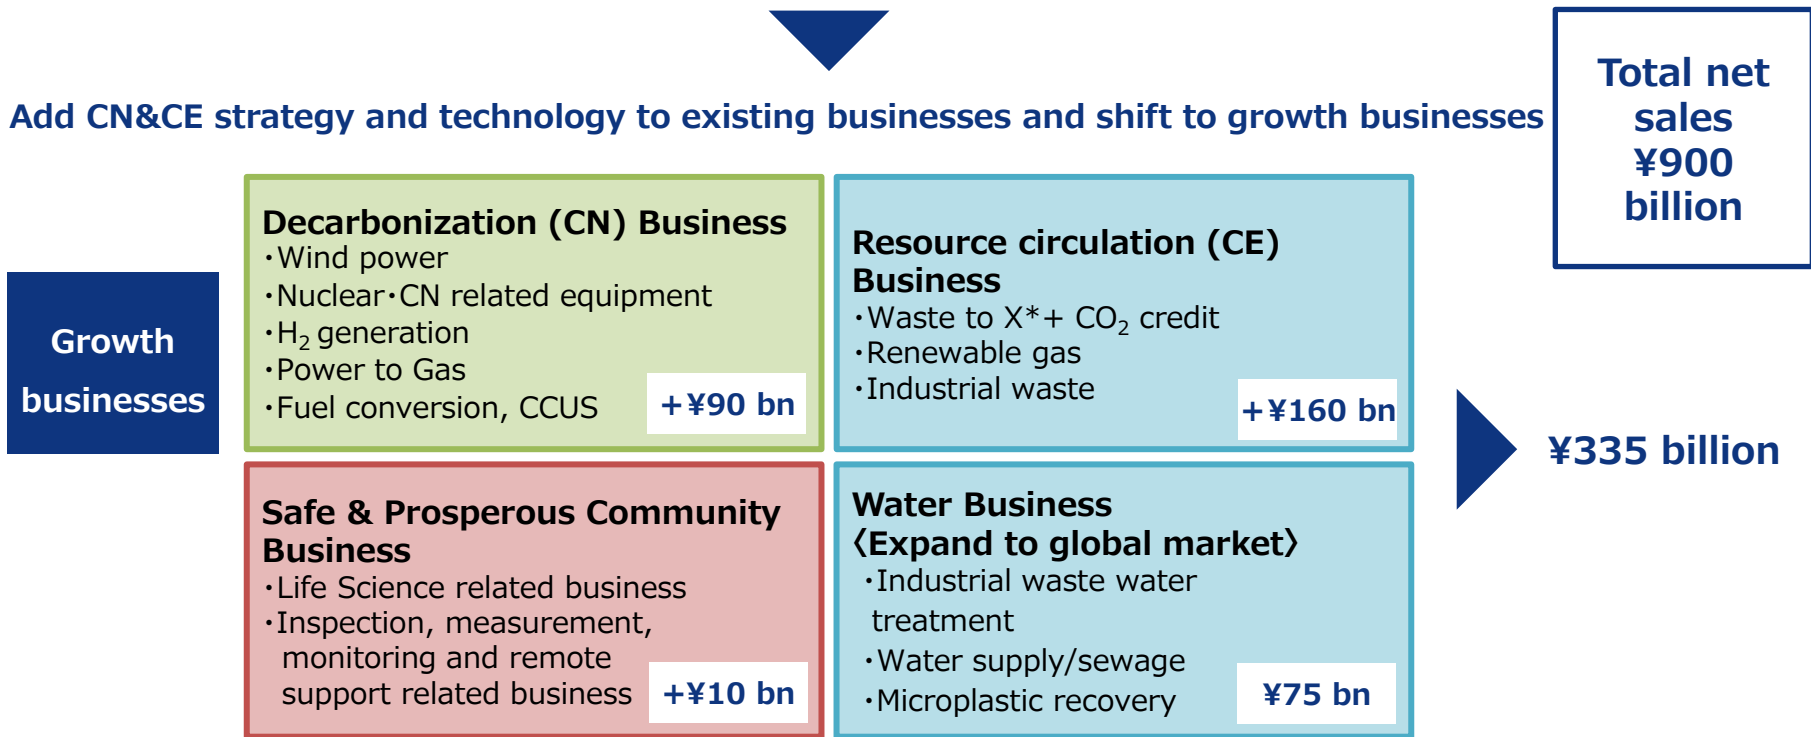 Add CN&CE strategy and technology to existing businesses and shift to growth businesses
Total net
sales
¥900
billion
Growth
businesses
Decarbonization (CN) Business
・Wind power
・Nuclear・CN related equipment
・H₂ generation
・Power to Gas
・Fuel conversion, CCUS
+¥90 bn
Resource circulation (CE)
Business
・Waste to X*+ CO₂ credit
・Renewable gas
・Industrial waste
+¥160 bn
Safe & Prosperous Community
Business
・Life Science related business
・Inspection, measurement,
monitoring and remote
support related business
+¥10 bn
Water Business
〈Expand to global market〉
・Industrial waste water
treatment
・Water supply/sewage
・Microplastic recovery
¥75 bn
¥335 billion